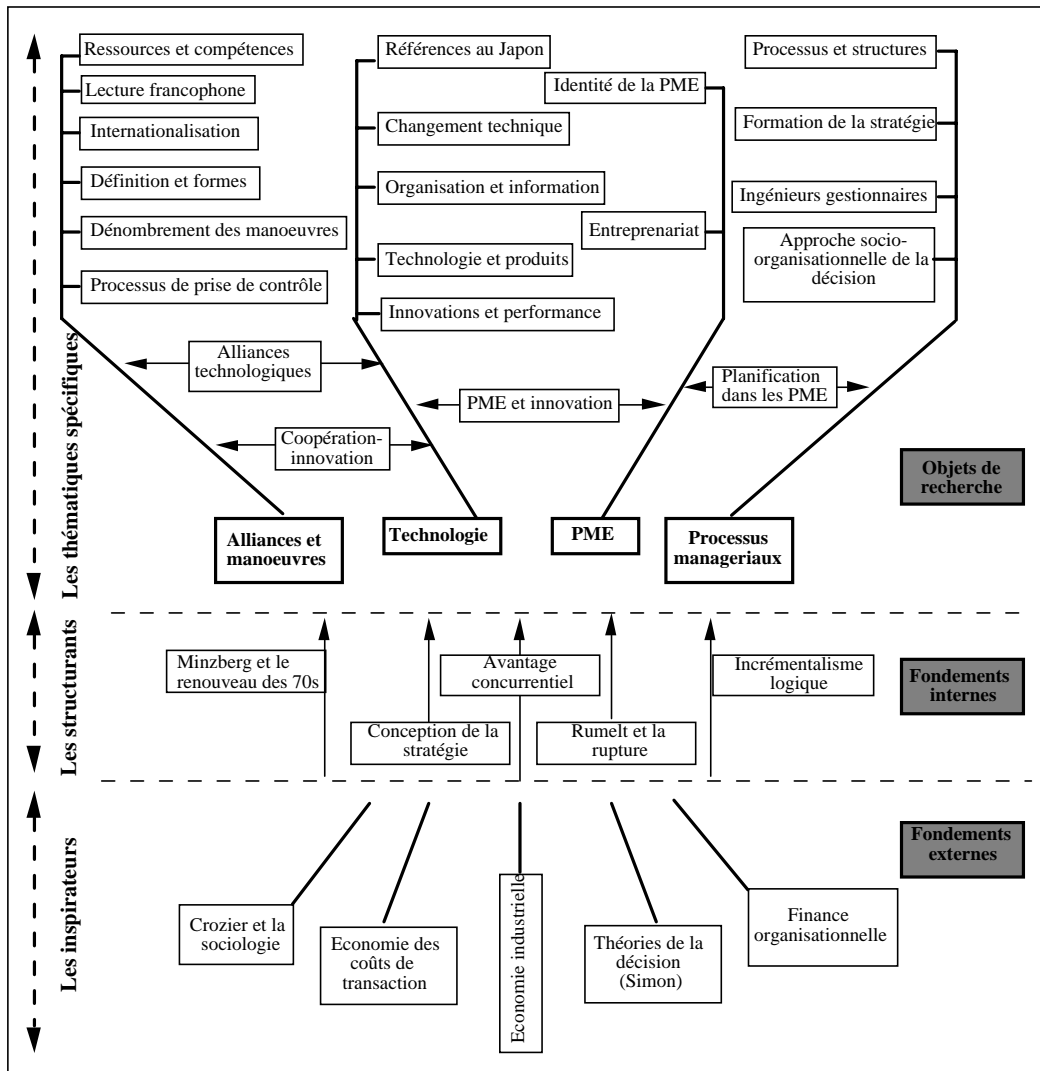 Ressources et compétences
Références au Japon
Processus et structures
Lecture francophone
Identité de la PME
Internationalisation
Changement technique
Formation de la stratégie
Définition et formes
Organisation et information
Ingénieurs gestionnaires
Dénombrement des manoeuvres
Entreprenariat
Approche socio-
organisationnelle de la
décision
Technologie et produits
Processus de prise de contrôle
Innovations et performance
Les thématiques spécifiques
Alliances
technologiques
PME et innovation
Planification
dans les PME
Coopération-
innovation
Objets de
recherche
Alliances et
manoeuvres
Technologie
PME
Processus
manageriaux
Les structurants
Minzberg et le
renouveau des 70s
Avantage
concurrentiel
Incrémentalisme
logique
Fondements
internes
Conception de la
stratégie
Rumelt et la
rupture
Les inspirateurs
Fondements
externes
Crozier et la
sociologie
Economie des
coûts de
transaction
Economie industrielle
Théories de la
décision
(Simon)
Finance
organisationnelle